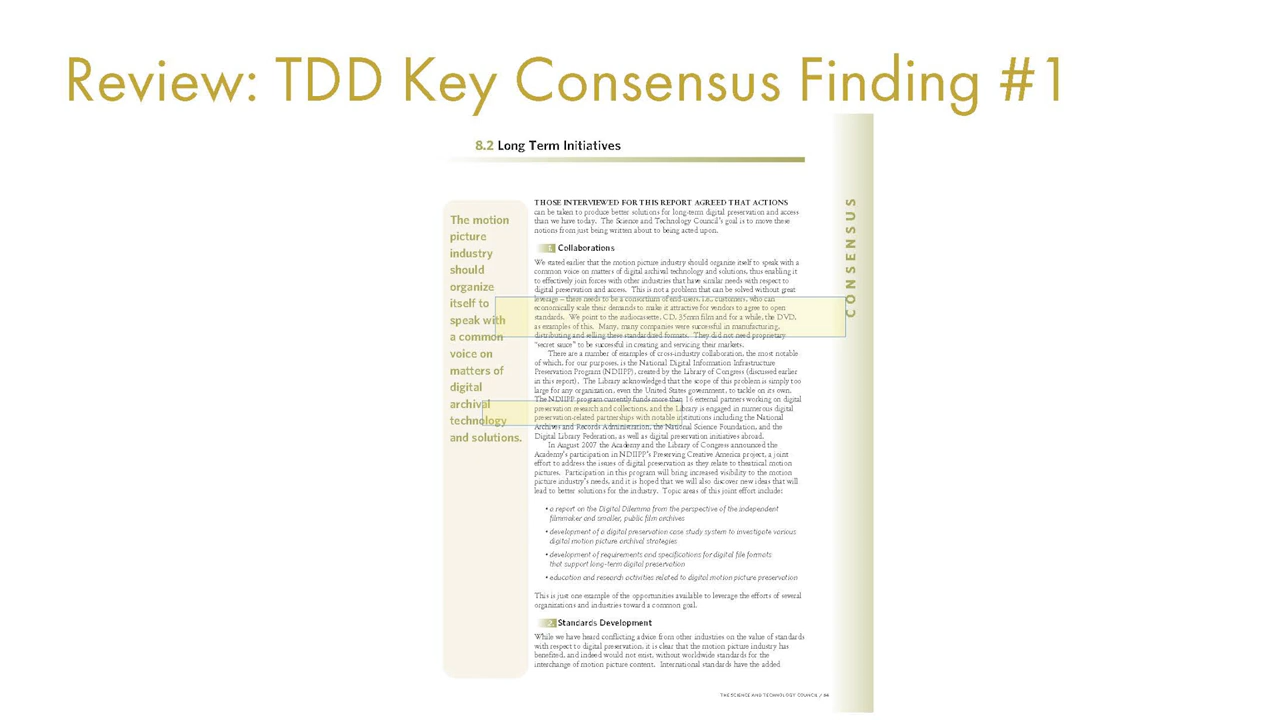 Review: TDD Key Consensus Finding #1
8.2 Long Term Initiatives
The motion
picture
industry
should
organize
itself to
speak with
a common
voice on
matters of
digital
archival
technology
and solutions.
THOSE INTERVIEWED FOR THIS REPORT AGREED THAT ACTIONS
can be taken to produce better solutions for long-term digital preservation and access
than we have today. The Science and Technology Council's goal is to move these
notions from just being written about to being acted upon.
1. Collaborations
We stated earlier that the motion picture industry should organize itself to speak with a
common voice on matters of digital archival technology and solutions, thus enabling it
to effectively join forces with other industries that have similar needs with respect to
digital preservation and access. This is not a problem that can be solved without great
leverage – there needs to be a consortium of end-users, i.e., customers, who can
economically scale their demands to make it attractive for vendors to agree to open
standards. We point to the audiocassette, CD, 35mm film and for a while, the DVD,
as examples of this. Many, many companies were successful in manufacturing,
distributing and selling these standardized formats. They did not need proprietary
"secret sauce" to be successful in creating and servicing their markets.
There are a number of examples of cross-industry collaboration, the most notable
of which, for our purposes, is the National Digital Information Infrastructure
Preservation Program (NDIIPP), created by the Library of Congress (discussed earlier
in this report). The Library acknowledged that the scope of this problem is simply too
large for any organization, even the United States government, to tackle on its own.
The NDIIPP program currently funds more than 16 external partners working on digital
preservation research and collections, and the Library is engaged in numerous digital
preservation-related partnerships with notable institutions including the National
Archives and Records Administration, the National Science Foundation, and the
Digital Library Federation, as well as digital preservation initiatives abroad.
In August 2007 the Academy and the Library of Congress announced the
Academy's participation in NDIIPP's Preserving Creative America project, a joint
effort to address the issues of digital preservation as they relate to theatrical motion
pictures. Participation in this program will bring increased visibility to the motion
picture industry's needs, and it is hoped that we will also discover new ideas that will
lead to better solutions for the industry. Topic areas of this joint effort include:
• a report on the Digital Dilemma from the perspective of the independent
filmmaker and smaller, public film archives
• development of a digital preservation case study system to investigate various
digital motion picture archival strategies
• development of requirements and specifications for digital file formats
that support long-term digital preservation
• education and research activities related to digital motion picture preservation
This is just one example of the opportunities available to leverage the efforts of several
organizations and industries toward a common goal.
2. Standards Development
While we have heard conflicting advice from other industries on the value of standards
with respect to digital preservation, it is clear that the motion picture industry has
benefited, and indeed would not exist, without worldwide standards for the
interchange of motion picture content. International standards have the added
CONSENSUS
THE SCIENCE AND TECHNOLOGY COUNCIL /